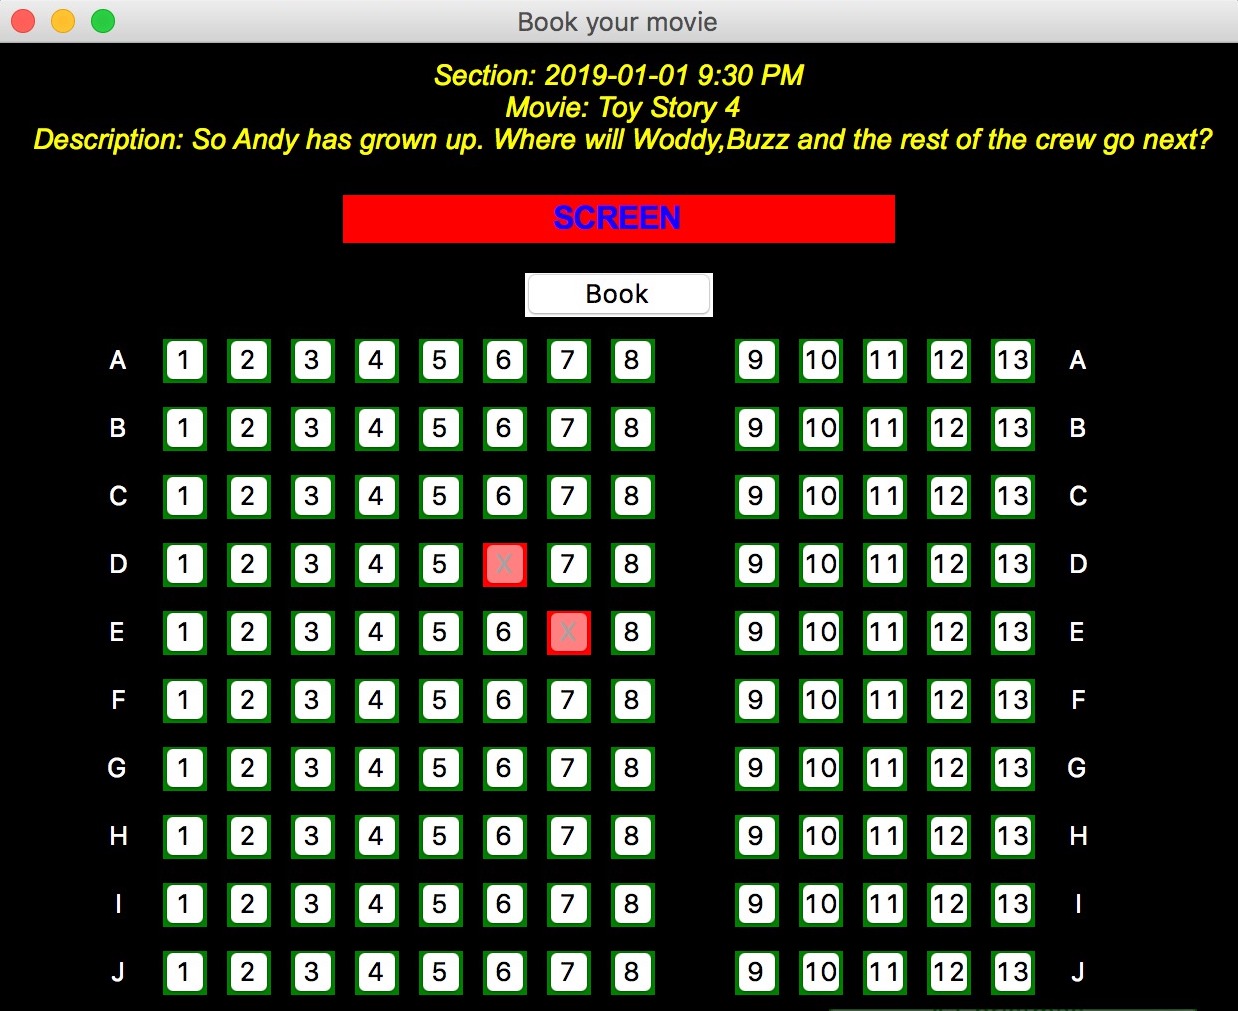 Book your movie
Section: 2019-01-01 9:30 PM
Movie: Toy Story 4
Description: So Andy has grown up. Where will Woddy,Buzz and the rest of the crew go next?
SCREEN
Book
A 1 2 3 4 5 6 7 8 9 10 11 12 13 A
B 1 2 3 4 5 6 7 8 9 10 11 12 13 B
C 1 2 3 4 5 6 7 8 9 10 11 12 13 C
D 1 2 3 4 5 X 7 8 9 10 11 12 13 D
E 1 2 3 4 5 6 X 8 9 10 11 12 13 E
F 1 2 3 4 5 6 7 8 9 10 11 12 13 F
G 1 2 3 4 5 6 7 8 9 10 11 12 13 G
H 1 2 3 4 5 6 7 8 9 10 11 12 13 H
I 1 2 3 4 5 6 7 8 9 10 11 12 13 I
J 1 2 3 4 5 6 7 8 9 10 11 12 13 J